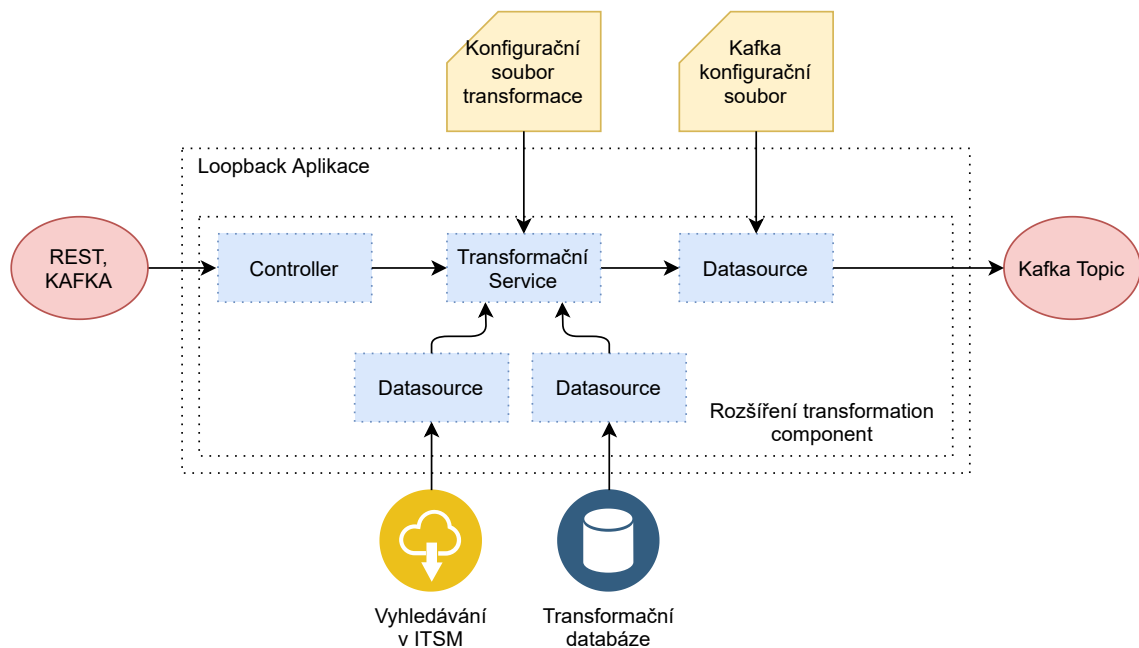 Konfigurační
soubor
transformace
Kafka
konfigurační
soubor
Loopback Aplikace
REST,
KAFKA
Controller
Transformační
Service
Datasource
Kafka Topic
Datasource
Datasource
Rozšíření transformation
component
Vyhledávání
v ITSM
Transformační
databáze